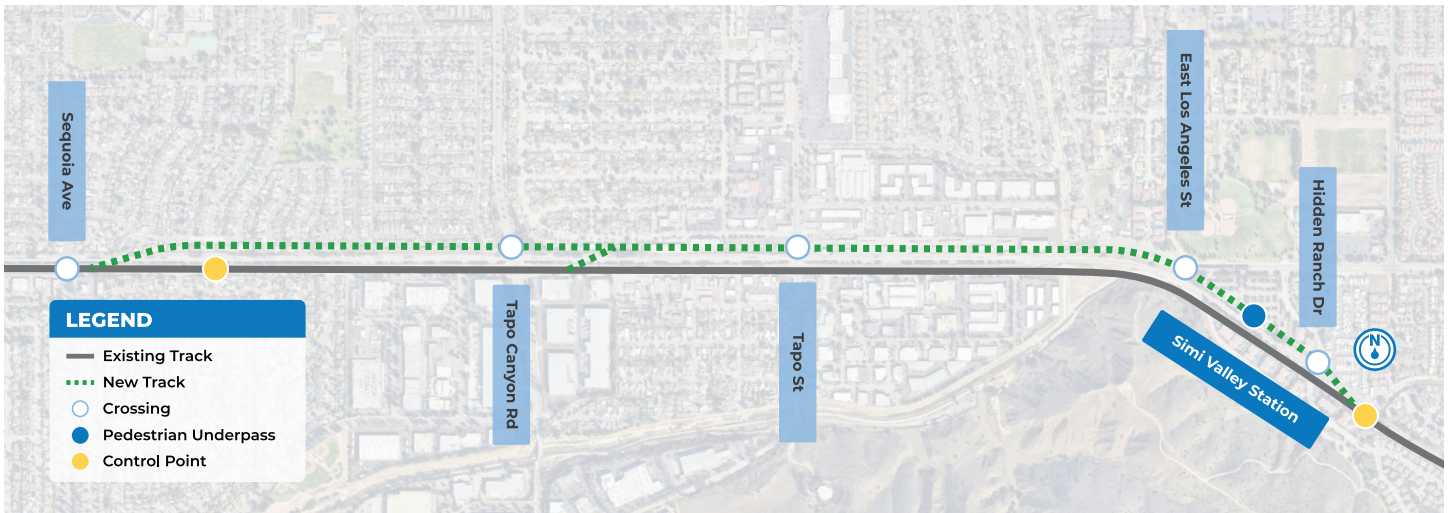 Sequoia Ave
East Los Angeles St
Hidden Ranch Dr
N
Tapo Canyon Rd
Tapo St
Simi Valley Station
LEGEND
Existing Track
New Track
Crossing
Pedestrian Underpass
Control Point